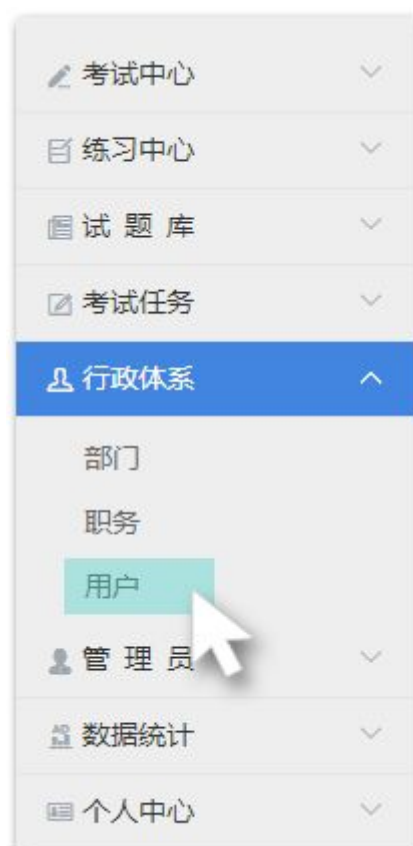 考试中心
练习中心
试 题 库
考试任务
行政体系
部门
职务
用户
管 理 员
数据统计
个人中心